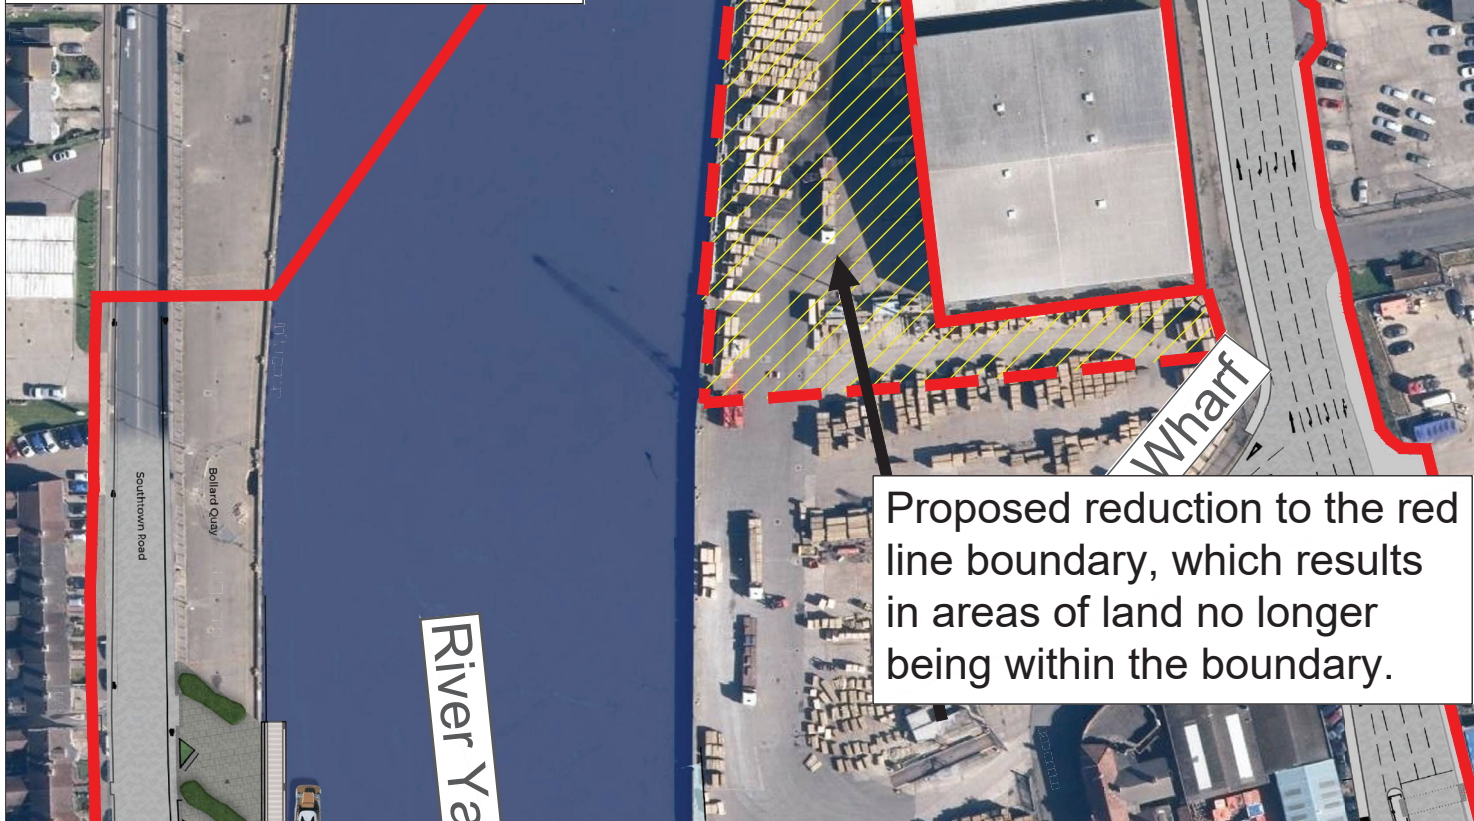 Wharf
Southtown Road
Bollard Quay
Proposed reduction to the red
line boundary, which results
in areas of land no longer
being within the boundary.
River Ya